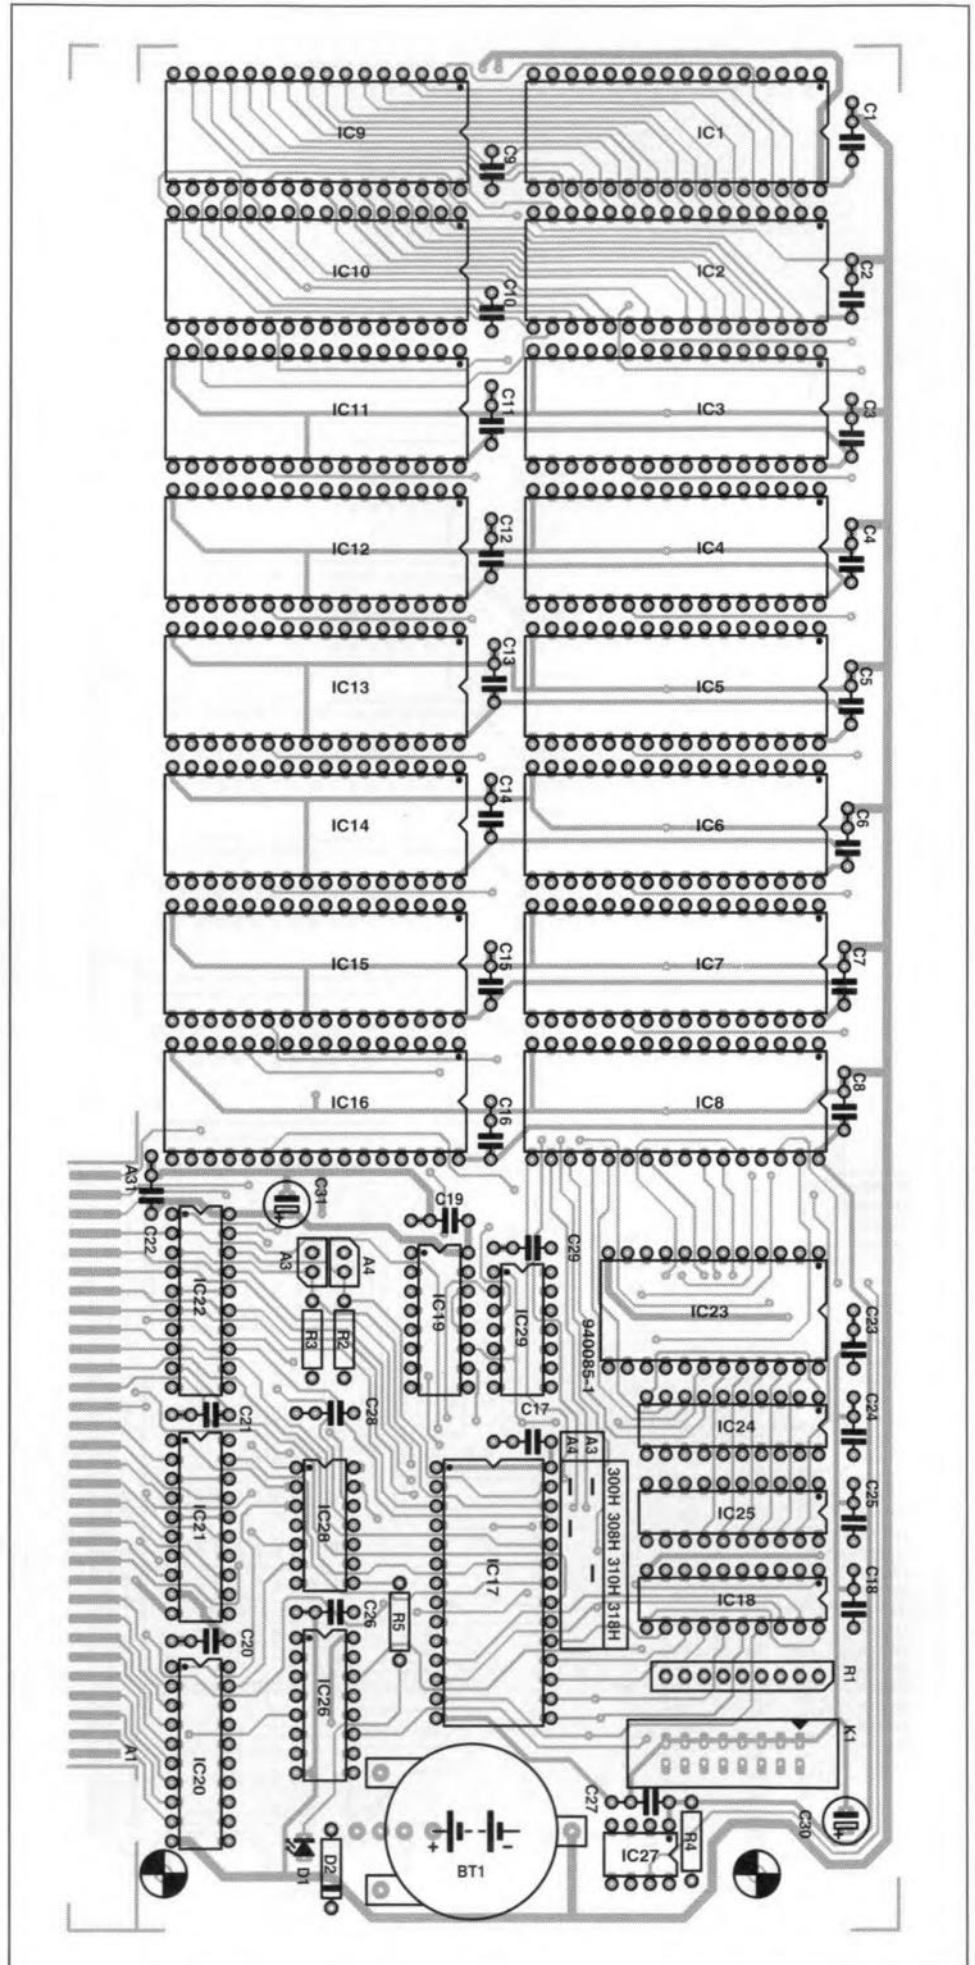 IC9
IC1
C1
C9
IC10
IC2
C2
C10
IC11
IC3
C3
C11
IC12
IC4
C4
C12
IC13
IC5
C5
C13
IC14
IC6
C6
C14
IC15
IC7
C7
C15
IC16
IC8
C8
C16
A31
C22
C31
+
C19
C29
IC22
A3
A4
IC19
IC29
IC23
C23
R3
R2
940085-1
C21
C28
C17
IC24
C24
A4 A3
300H 308H 310H 318H
IC21
IC28
IC17
IC25
C25
IC18
C18
C20
C26
R5
R1
IC26
K1
A1
IC20
C27
C30
+
R4
IC27
+ -
BT1
D1
D2